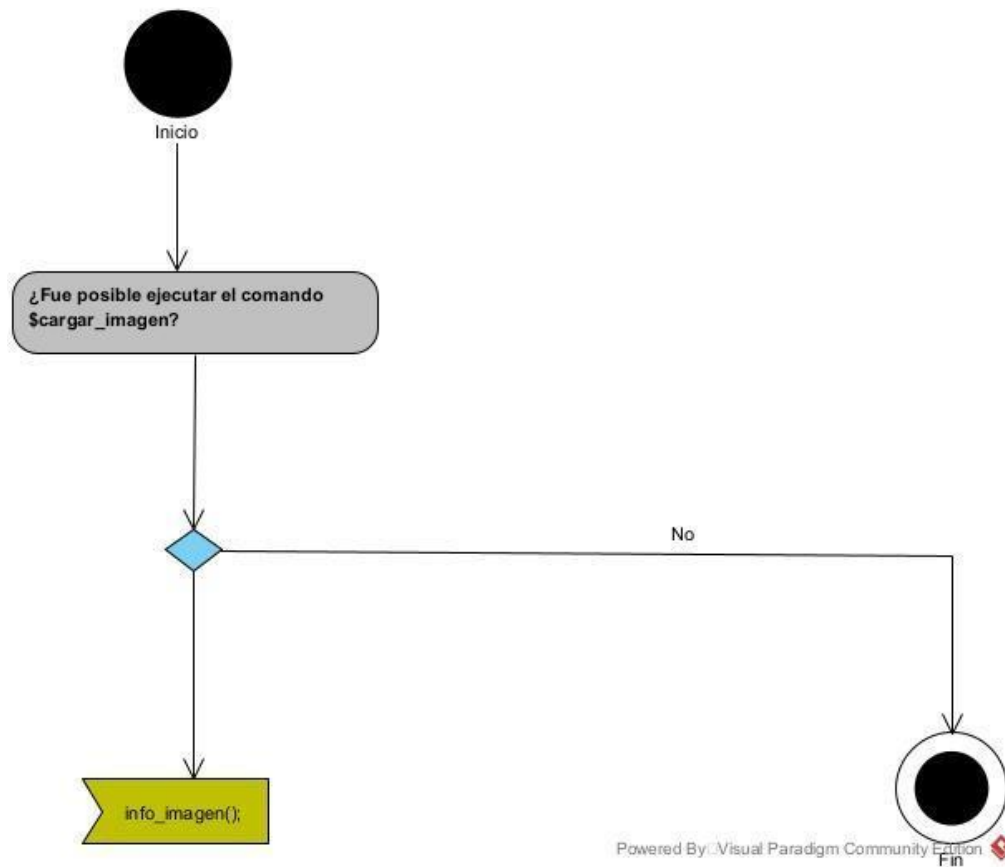 Inicio
¿Fue posible ejecutar el comando
$cargar_imagen?
No
info_imagen();
Powered By Visual Paradigm Community Edition
Fin